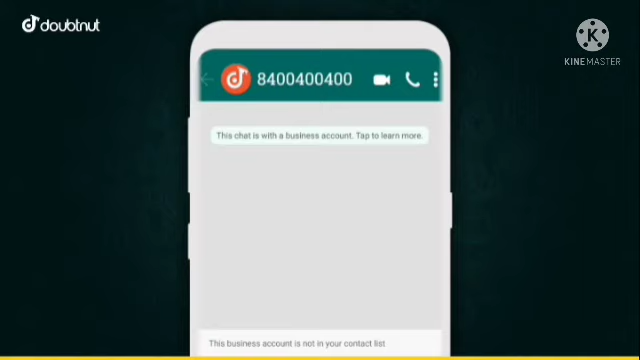 doubtnut
K
KINEMASTER
8400400400
This chat is with a business account. Tap to learn more.
This business account is not in your contact list